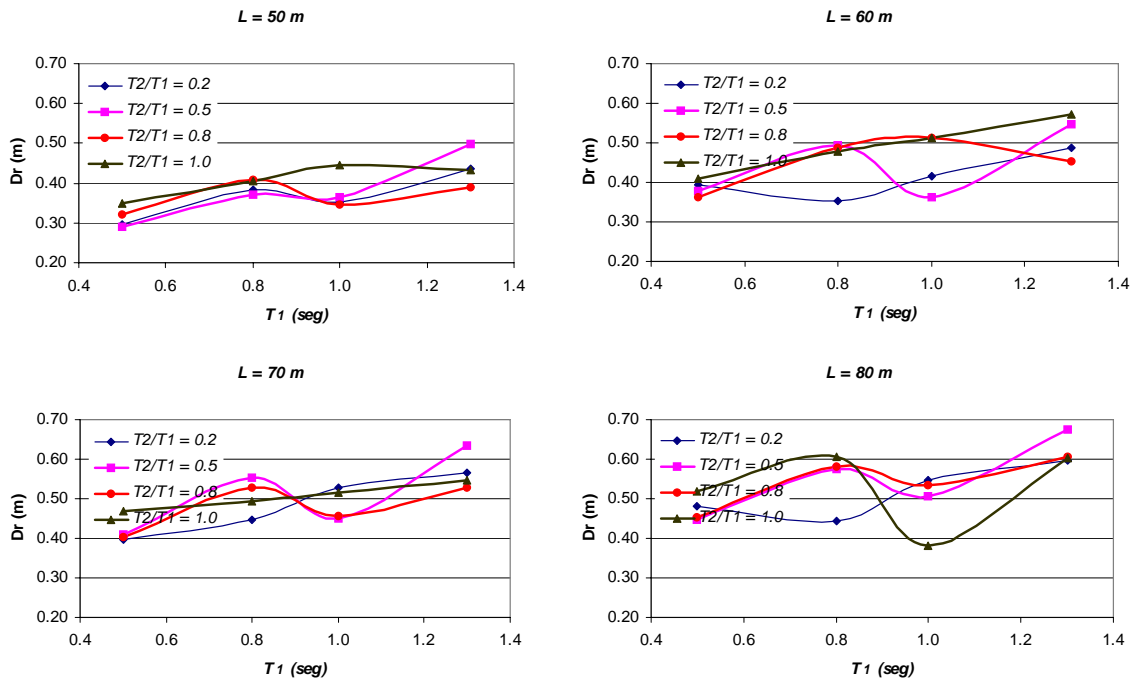 L = 50 m
0.70
0.60
0.50
0.40
0.30
0.20
Dr (m)
T2/T1 = 0.2
T2/T1 = 0.5
T2/T1 = 0.8
T2/T1 = 1.0
0.4 0.6 0.8 1.0 1.2 1.4
T1 (seg)
L = 60 m
0.70
0.60
0.50
0.40
0.30
0.20
Dr (m)
T2/T1 = 0.2
T2/T1 = 0.5
T2/T1 = 0.8
T2/T1 = 1.0
0.4 0.6 0.8 1.0 1.2 1.4
T1 (seg)
L = 70 m
0.70
0.60
0.50
0.40
0.30
0.20
Dr (m)
T2/T1 = 0.2
T2/T1 = 0.5
T2/T1 = 0.8
T2/T1 = 1.0
0.4 0.6 0.8 1.0 1.2 1.4
T1 (seg)
L = 80 m
0.70
0.60
0.50
0.40
0.30
0.20
Dr (m)
T2/T1 = 0.2
T2/T1 = 0.5
T2/T1 = 0.8
T2/T1 = 1.0
0.4 0.6 0.8 1.0 1.2 1.4
T1 (seg)